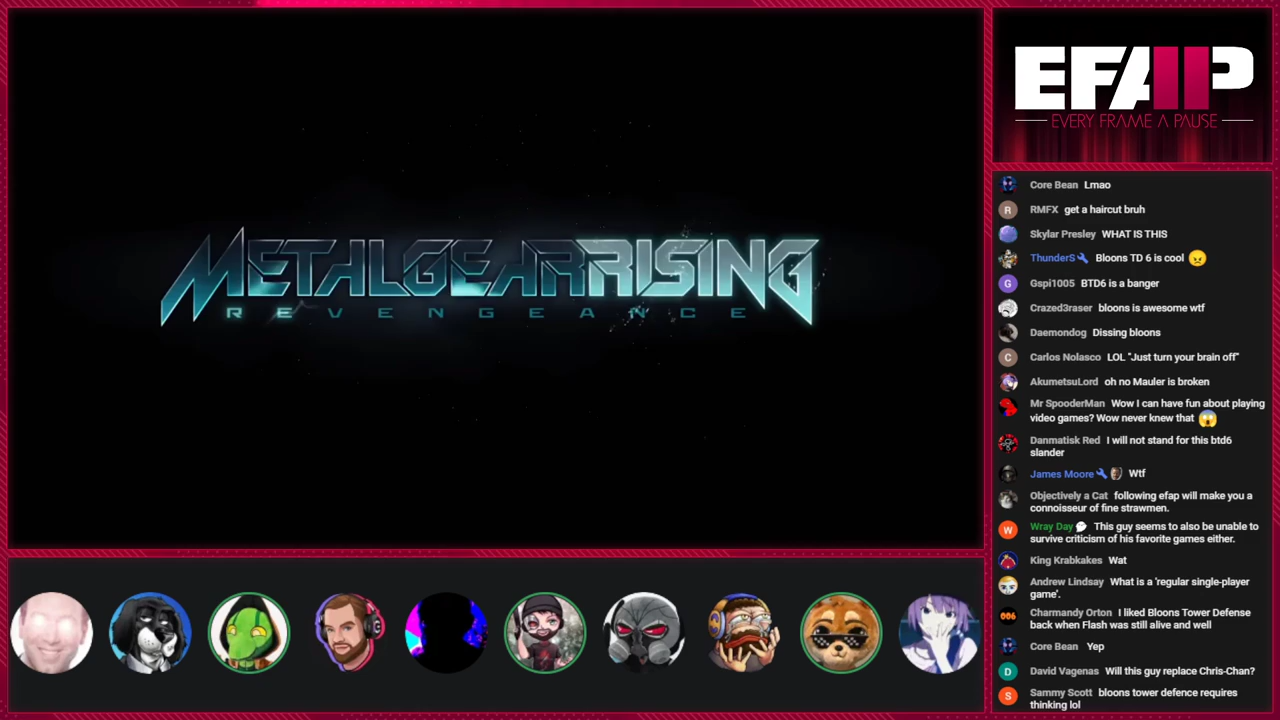 METAL GEAR RISING
REVENGEANCE
EFAP
EVERY FRAME A PAUSE
Core Bean Lmao
R RMFX get a haircut bruh
Skylar Presley WHAT IS THIS
ThunderS Bloons TD 6 is cool
G Gspi1005 BTD6 is a banger
Crazed3raser bloons is awesome wtf
Daemondog Dissing bloons
C Carlos Nolasco LOL "Just turn your brain off"
AkumetsuLord oh no Mauler is broken
Mr SpooderMan Wow I can have fun about playing
video games? Wow never knew that
Danmatisk Red I will not stand for this btd6
slander
James Moore Wtf
Objectively a Cat following efap will make you a
connoisseur of fine strawmen.
W Wray Day This guy seems to also be unable to
survive criticism of his favorite games either.
King Krabkakes Wat
Andrew Lindsay What is a 'regular single-player
game'.
006 Charmandy Orton I liked Bloons Tower Defense
back when Flash was still alive and well
Core Bean Yep
D David Vagenas Will this guy replace Chris-Chan?
S Sammy Scott bloons tower defence requires
thinking lol